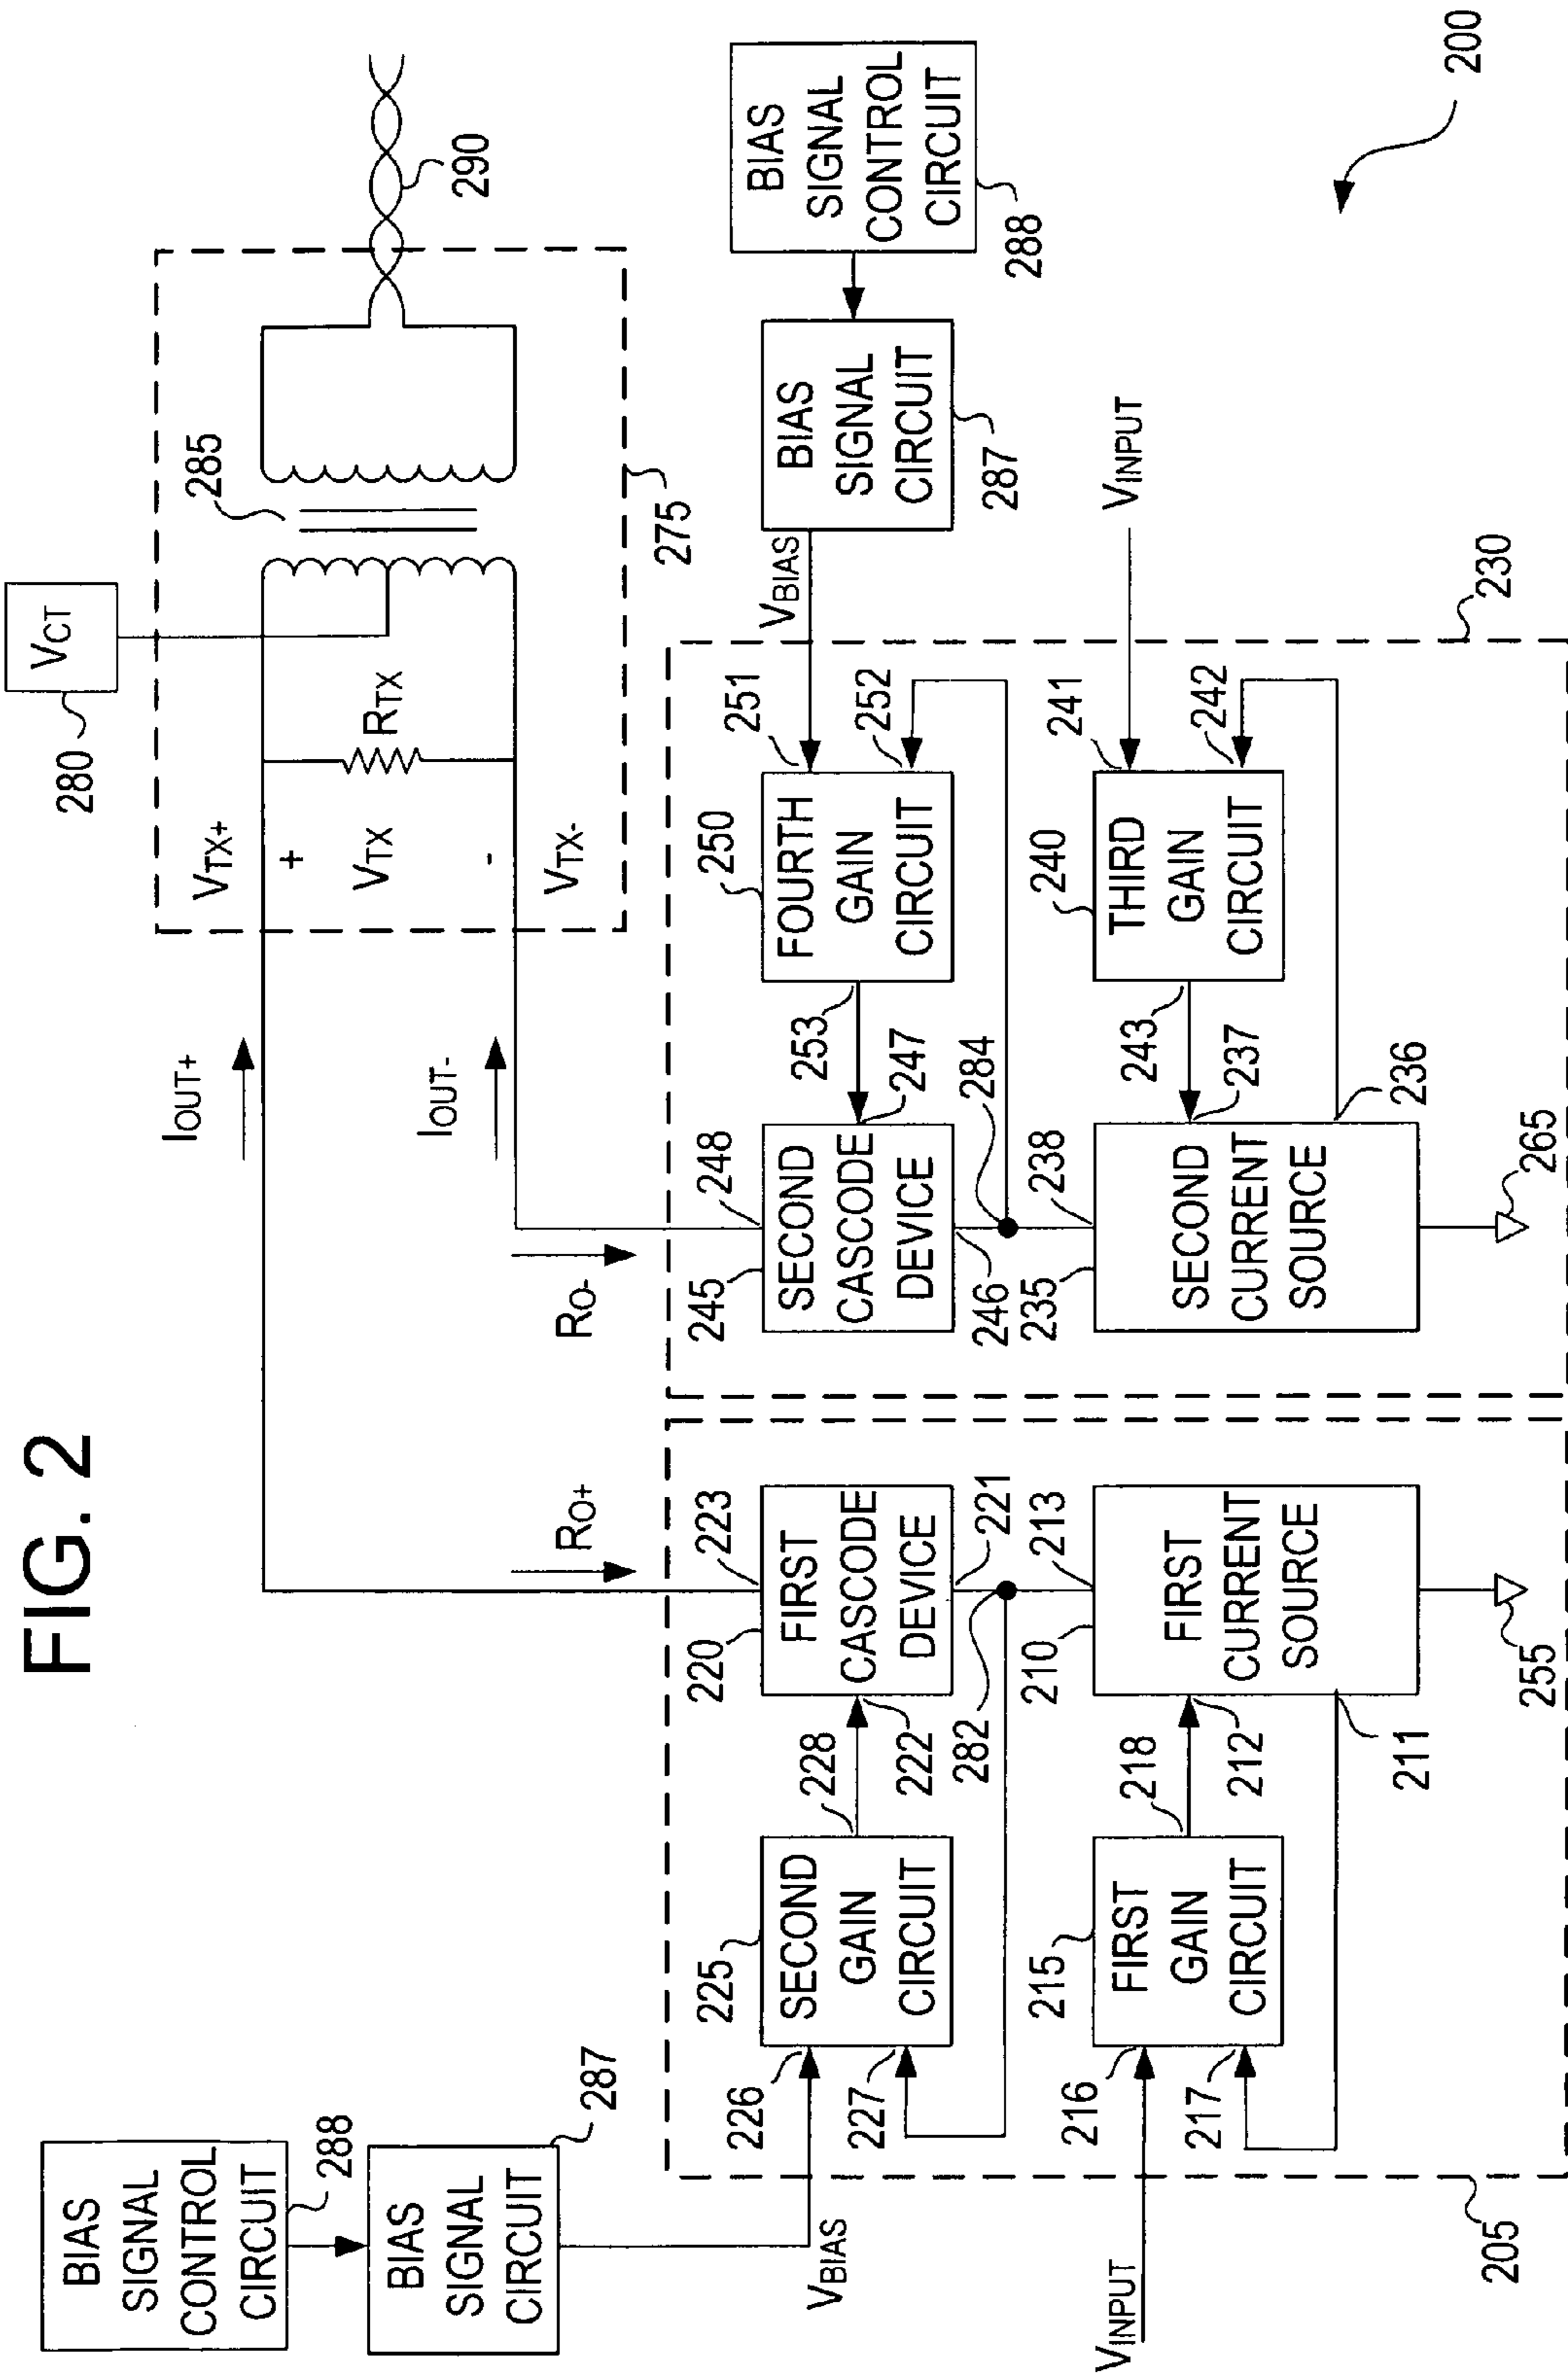 FIG. 2
BIAS
SIGNAL
CONTROL
CIRCUIT
288
BIAS
SIGNAL
CIRCUIT
287
VBIAS
VINPUT
205
226
227
225
SECOND
GAIN
CIRCUIT
228
222
216
217
215
FIRST
GAIN
CIRCUIT
218
212
211
282
220
FIRST
CASCODE
DEVICE
223
221
210
213
FIRST
CURRENT
SOURCE
255
RO+
RO-
IOUT+
IOUT-
245
SECOND
CASCODE
DEVICE
248
246
247
284
235
238
SECOND
CURRENT
SOURCE
237
236
265
253
250
FOURTH
GAIN
CIRCUIT
251
252
243
240
THIRD
GAIN
CIRCUIT
241
242
230
VBIAS
VINPUT
BIAS
SIGNAL
CIRCUIT
287
BIAS
SIGNAL
CONTROL
CIRCUIT
288
VTX+
+
VTX
-
VTX-
RTX
280
VCT
285
275
290
200